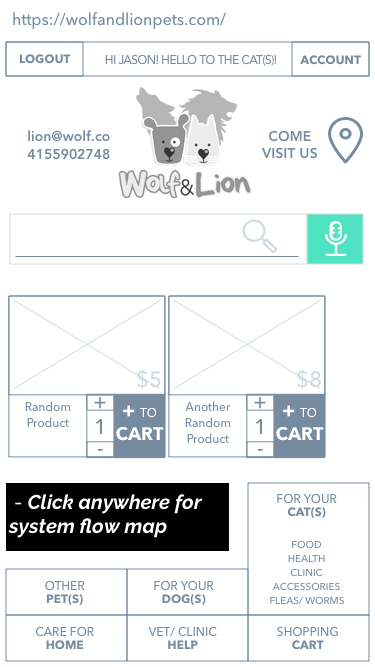 https://wolfandlionpets.com/
LOGOUT
HI JASON! HELLO TO THE CAT(S)!
ACCOUNT
lion@wolf.co
4155902748
Wolf&Lion
COME
VISIT US
$5
$8
Random
Product
+
1
-
+ TO
CART
Another
Random
Product
+
1
-
+ TO
CART
- Click anywhere for
system flow map
FOR YOUR
CAT(S)
FOOD
HEALTH
CLINIC
ACCESSORIES
FLEAS/ WORMS
OTHER
PET(S)
FOR YOUR
DOG(S)
CARE FOR
HOME
VET/ CLINIC
HELP
SHOPPING
CART